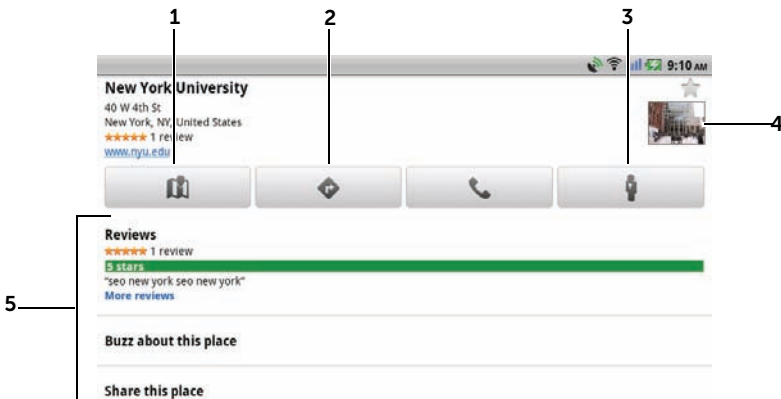 1 2 3
9:10 AM
New York University
40 W 4th St
New York, NY, United States
1 review
www.nyu.edu
4
Reviews
1 review
5 stars
"seo new york seo new york"
More reviews
5
Buzz about this place
Share this place